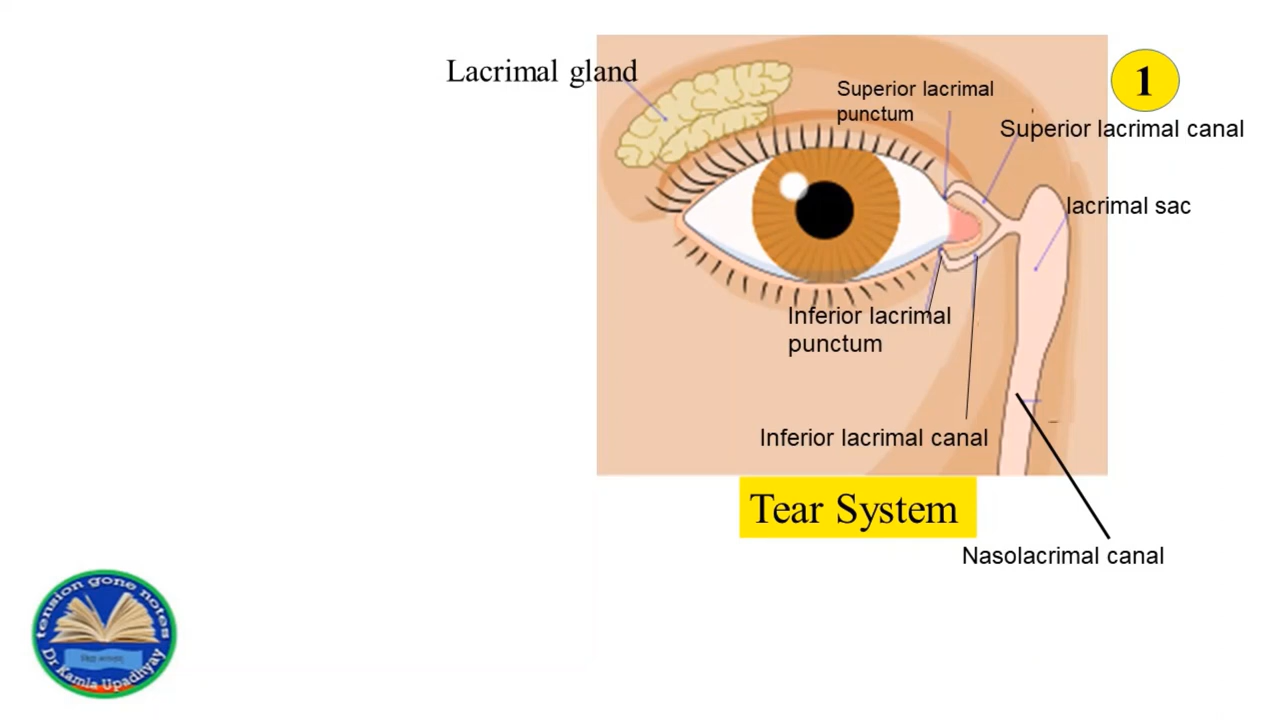 Lacrimal gland
Superior lacrimal
punctum
1
Superior lacrimal canal
lacrimal sac
Inferior lacrimal
punctum
Inferior lacrimal canal
Tear System
Nasolacrimal canal
tension gone notes
Dr Kamla Upadhyay